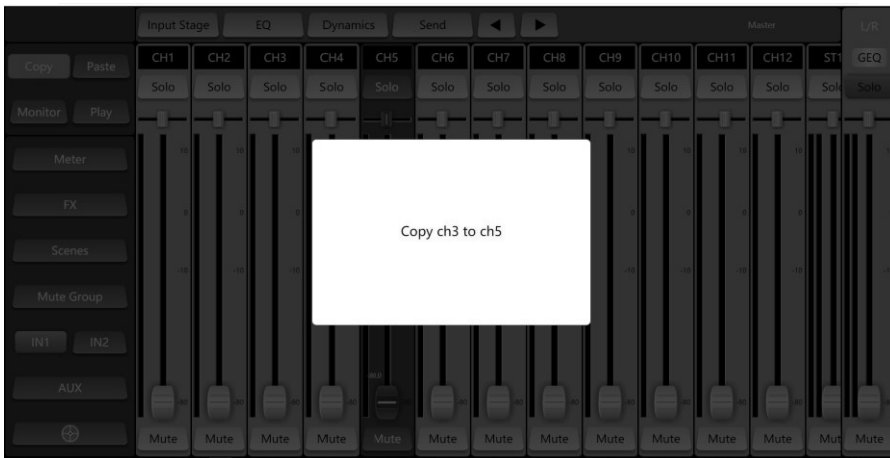 Input Stage EQ Dynamics Send Master L/R
CH1 CH2 CH3 CH4 CH5 CH6 CH7 CH8 CH9 CH10 CH11 CH12 ST1 GEQ
Copy Paste
Solo Solo Solo Solo Solo Solo Solo Solo Solo Solo Solo Solo Solo
Monitor Play
Meter
FX
Copy ch3 to ch5
Scenes
Mute Group
IN1 IN2
AUX
Mute Mute Mute Mute Mute Mute Mute Mute Mute Mute Mute Mute Mut Mute